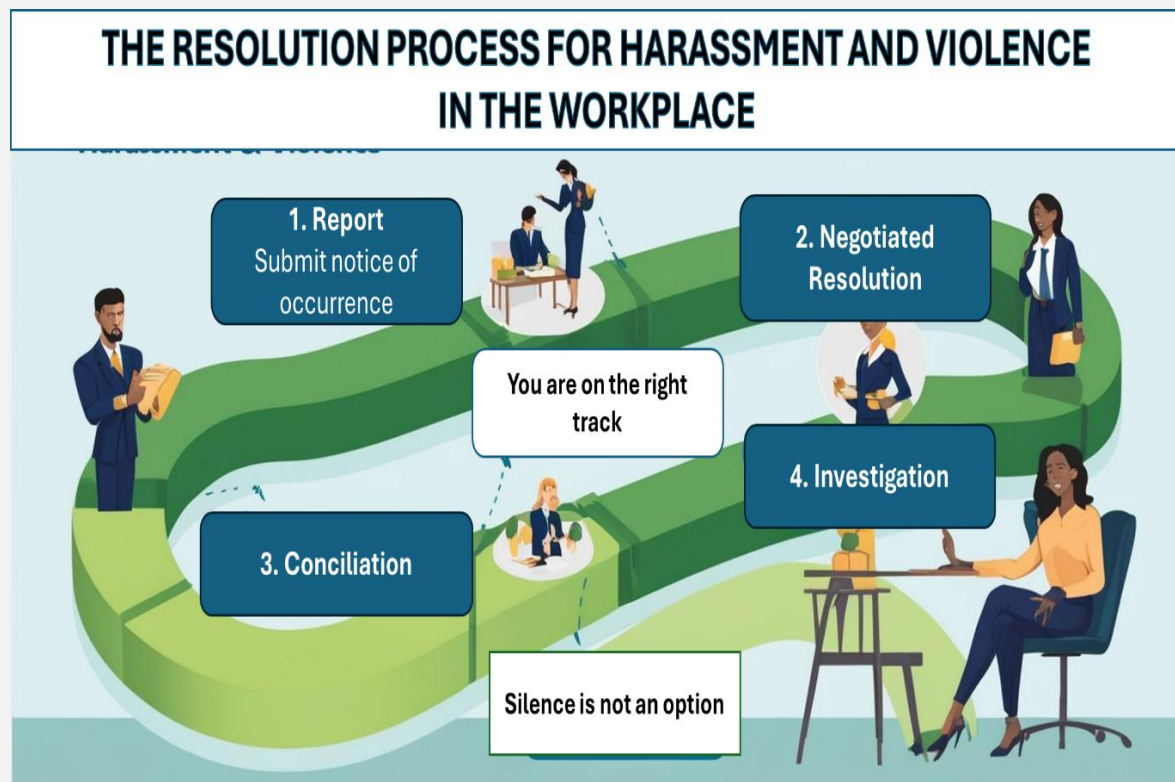 THE RESOLUTION PROCESS FOR HARASSMENT AND VIOLENCE
IN THE WORKPLACE
1. Report
Submit notice of
occurrence
2. Negotiated
Resolution
You are on the right
track
3. Conciliation
4. Investigation
Silence is not an option